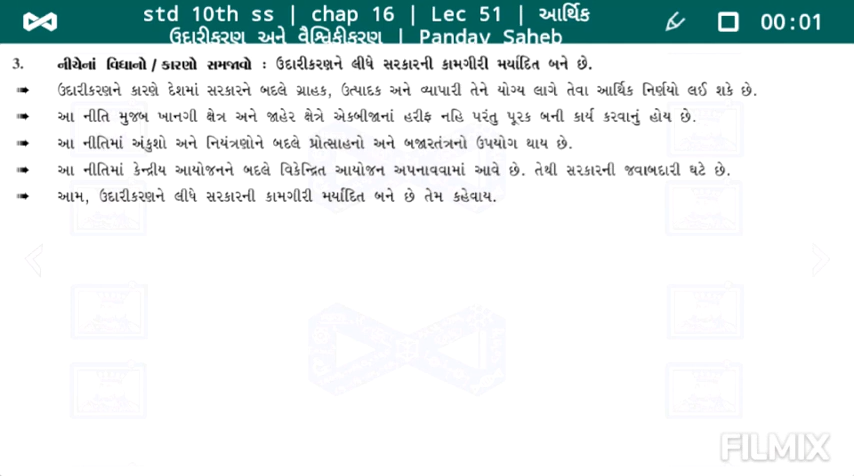 std 10th ss | chap 16 | Lec 51 | આર્થિક
ઉદારીકરણ અને વૈશ્વિકીકરણ | Pandav Saheb
00:01
3. નીચેનાં વિધાનો / કારણો સમજાવો : ઉદારીકરણને લીધે સરકારની કામગીરી મર્યાદિત બને છે.
➠ ઉદારીકરણને કારણે દેશમાં સરકારને બદલે ગ્રાહક, ઉત્પાદક અને વ્યાપારી તેને યોગ્ય લાગે તેવા આર્થિક નિર્ણયો લઈ શકે છે.
➠ આ નીતિ મુજબ ખાનગી ક્ષેત્ર અને જાહેર ક્ષેત્રે એકબીજાનાં હરીફ નહિ પરંતુ પૂરક બની કાર્ય કરવાનું હોય છે.
➠ આ નીતિમાં અંકુશો અને નિયંત્રણોને બદલે પ્રોત્સાહનો અને બજારતંત્રનો ઉપયોગ થાય છે.
➠ આ નીતિમાં કેન્દ્રીય આયોજનને બદલે વિકેન્દ્રિત આયોજન અપનાવવામાં આવે છે. તેથી સરકારની જવાબદારી ઘટે છે.
➠ આમ, ઉદારીકરણને લીધે સરકારની કામગીરી મર્યાદિત બને છે તેમ કહેવાય.
FILMIX